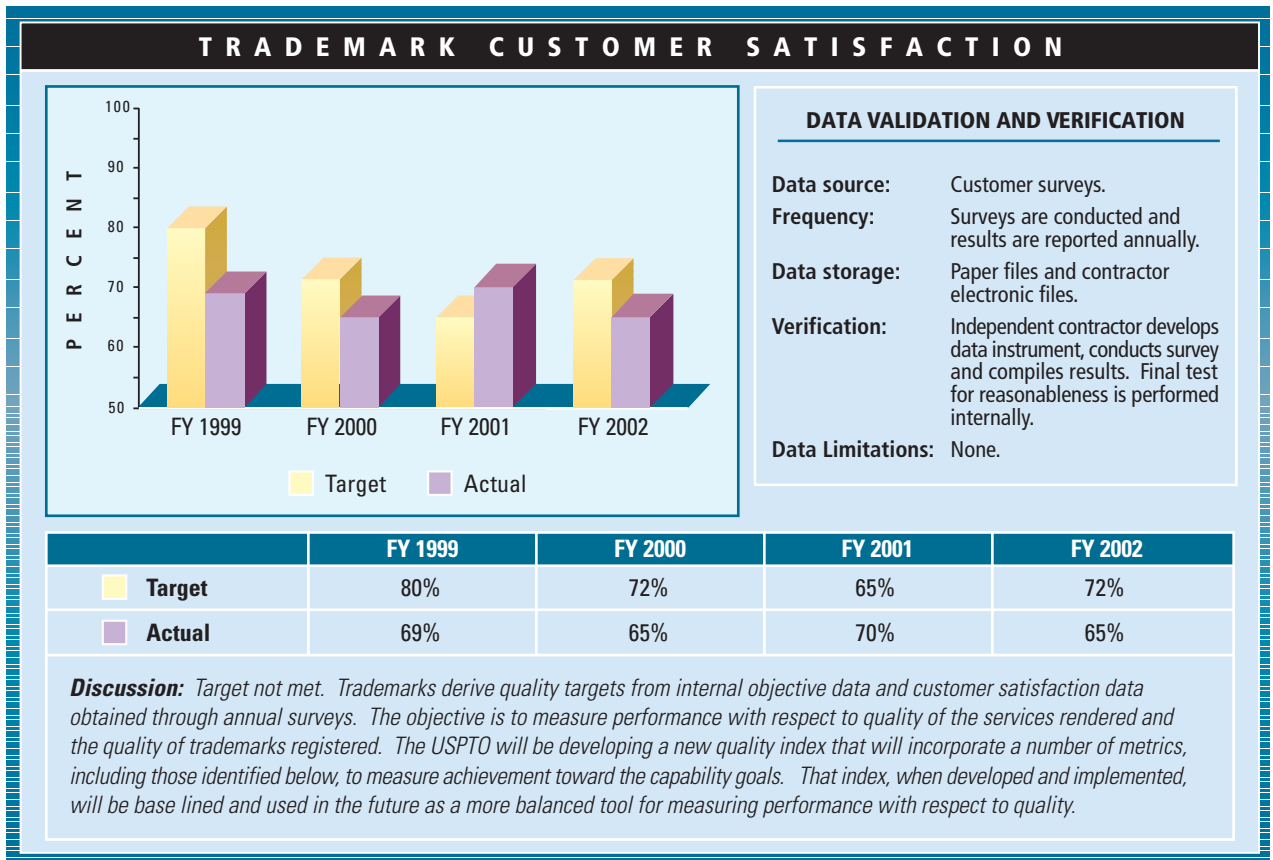 TRADEMARK CUSTOMER SATISFACTION
PERCENT
100
90
80
70
60
50
FY 1999 FY 2000 FY 2001 FY 2002
Target Actual
DATA VALIDATION AND VERIFICATION
Data source: Customer surveys.
Frequency: Surveys are conducted and
results are reported annually.
Data storage: Paper files and contractor
electronic files.
Verification: Independent contractor develops
data instrument, conducts survey
and compiles results. Final test
for reasonableness is performed
internally.
Data Limitations: None.
FY 1999 FY 2000 FY 2001 FY 2002
Target 80% 72% 65% 72%
Actual 69% 65% 70% 65%
Discussion: Target not met. Trademarks derive quality targets from internal objective data and customer satisfaction data
obtained through annual surveys. The objective is to measure performance with respect to quality of the services rendered and
the quality of trademarks registered. The USPTO will be developing a new quality index that will incorporate a number of metrics,
including those identified below, to measure achievement toward the capability goals. That index, when developed and implemented,
will be base lined and used in the future as a more balanced tool for measuring performance with respect to quality.